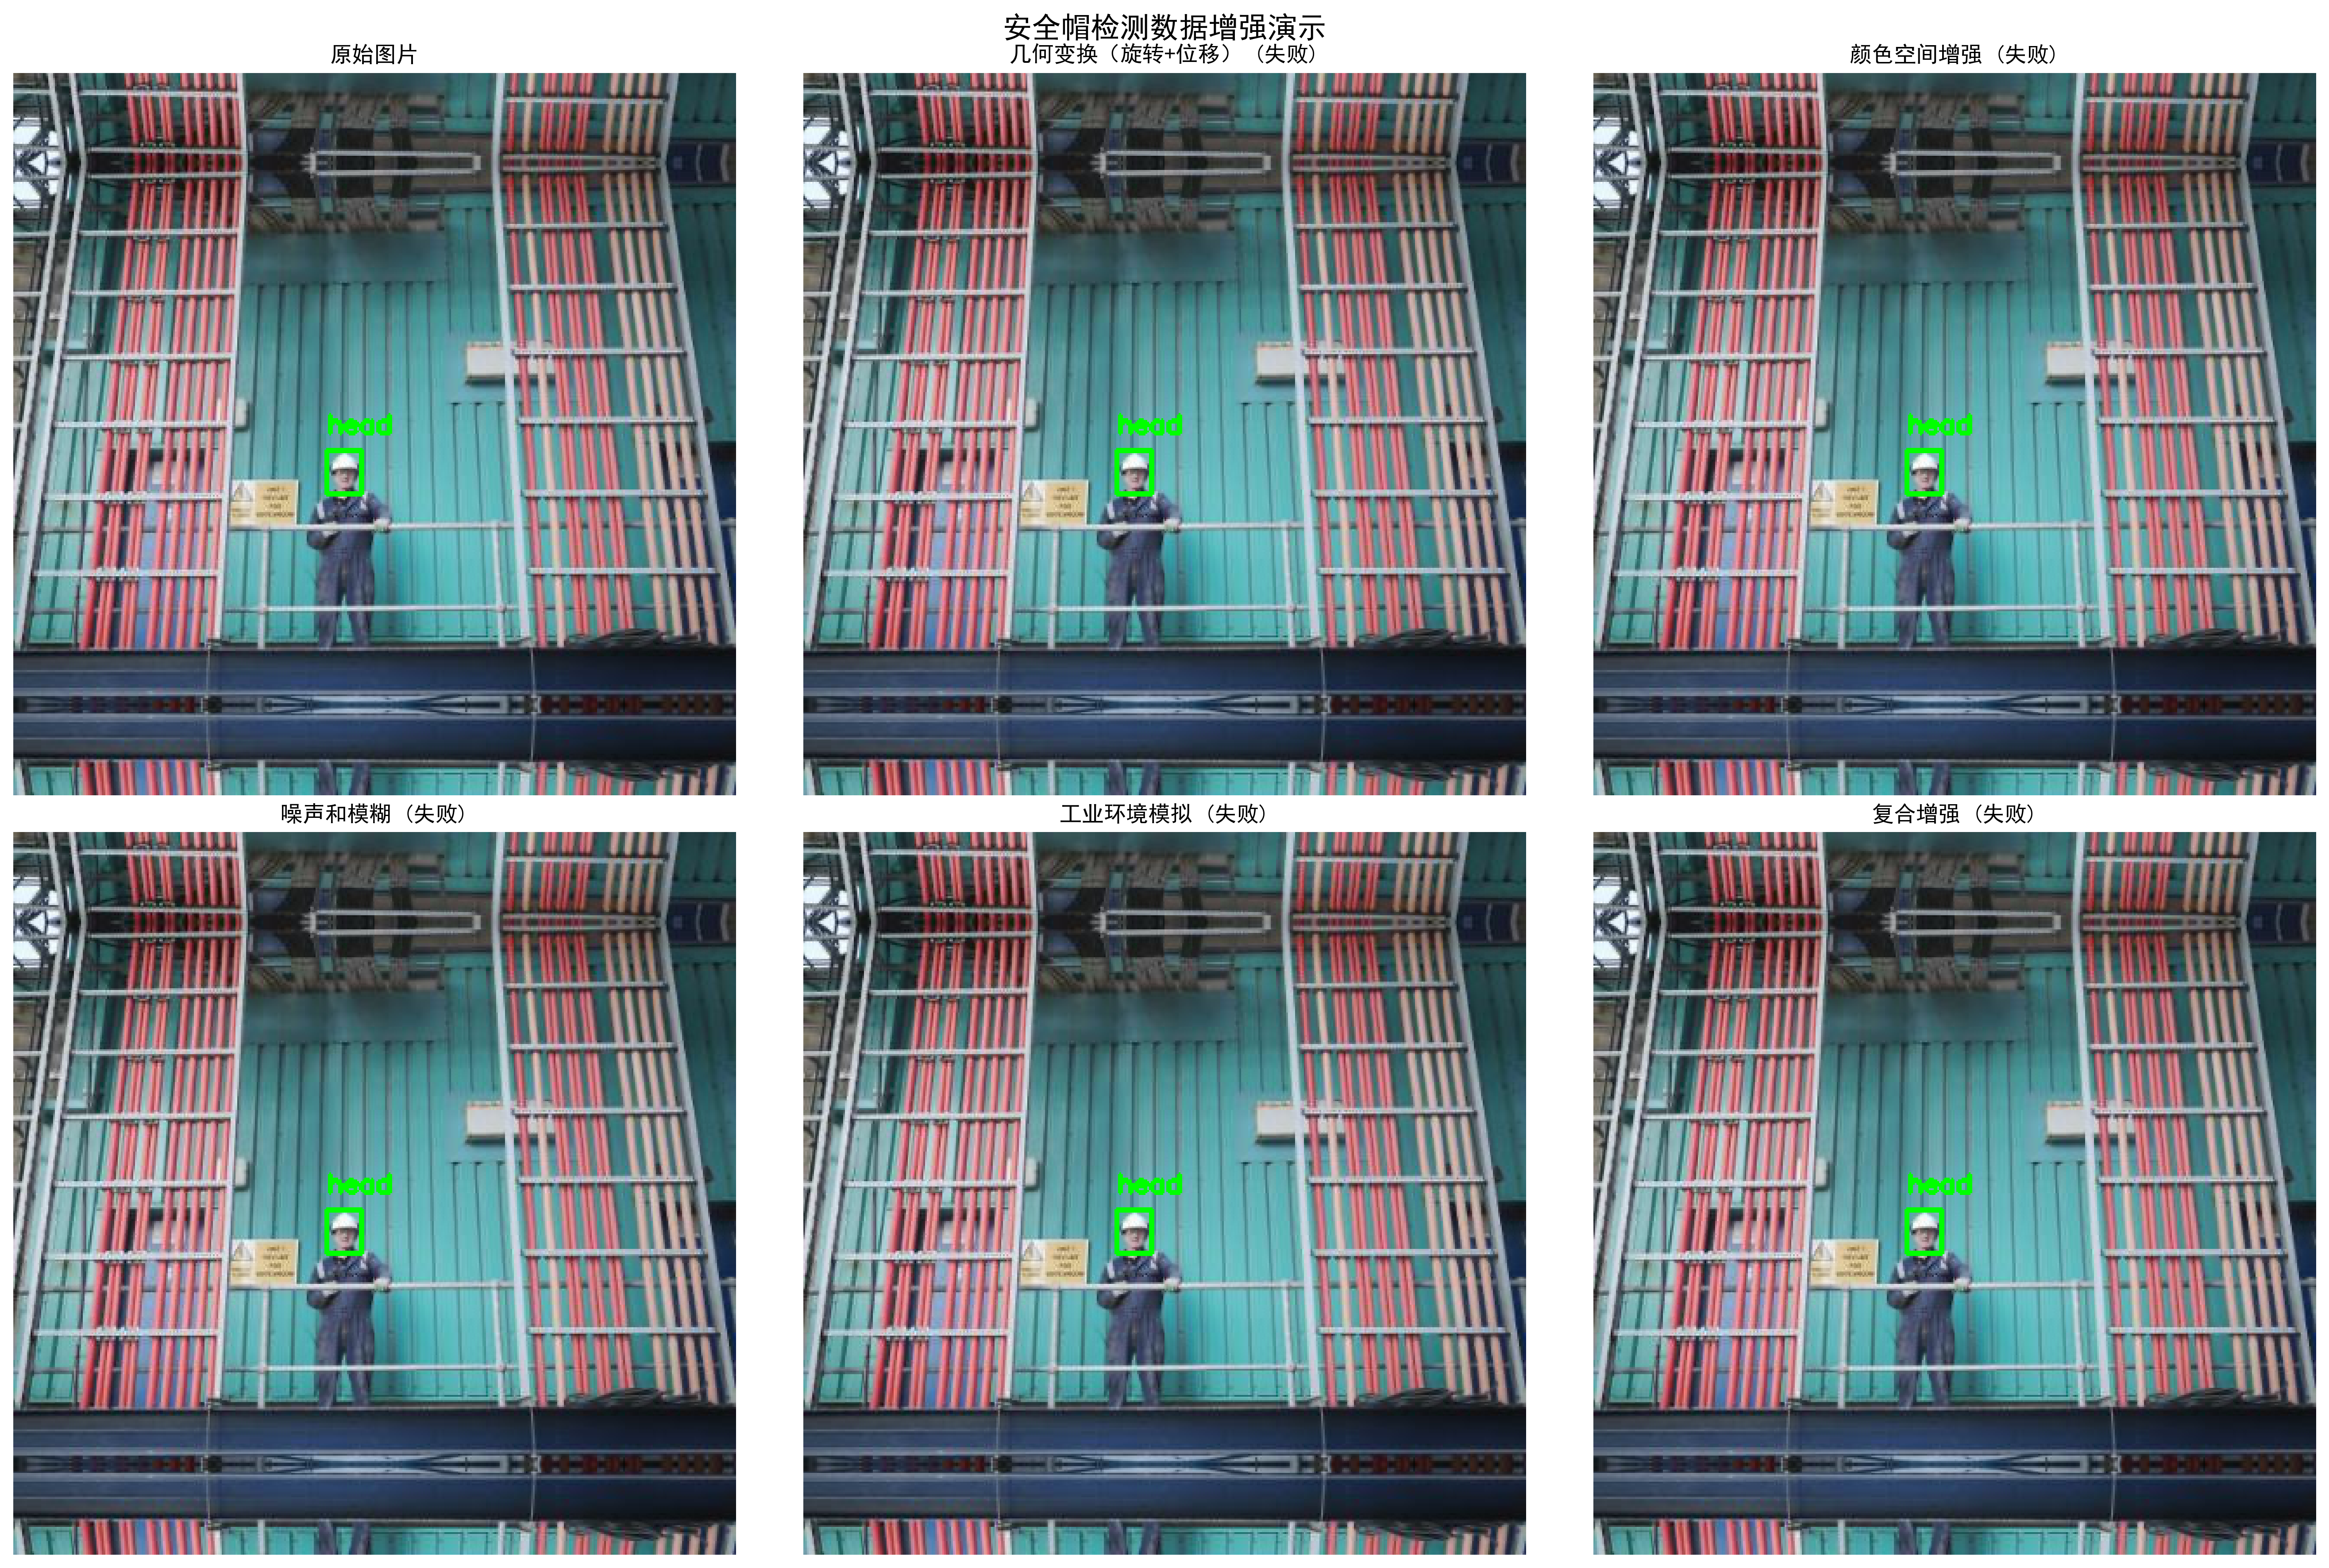 安全帽检测数据增强演示
原始图片
几何变换（旋转+位移）（失败）
颜色空间增强（失败）
head
head
head
噪声和模糊（失败）
工业环境模拟（失败）
复合增强（失败）
head
head
head